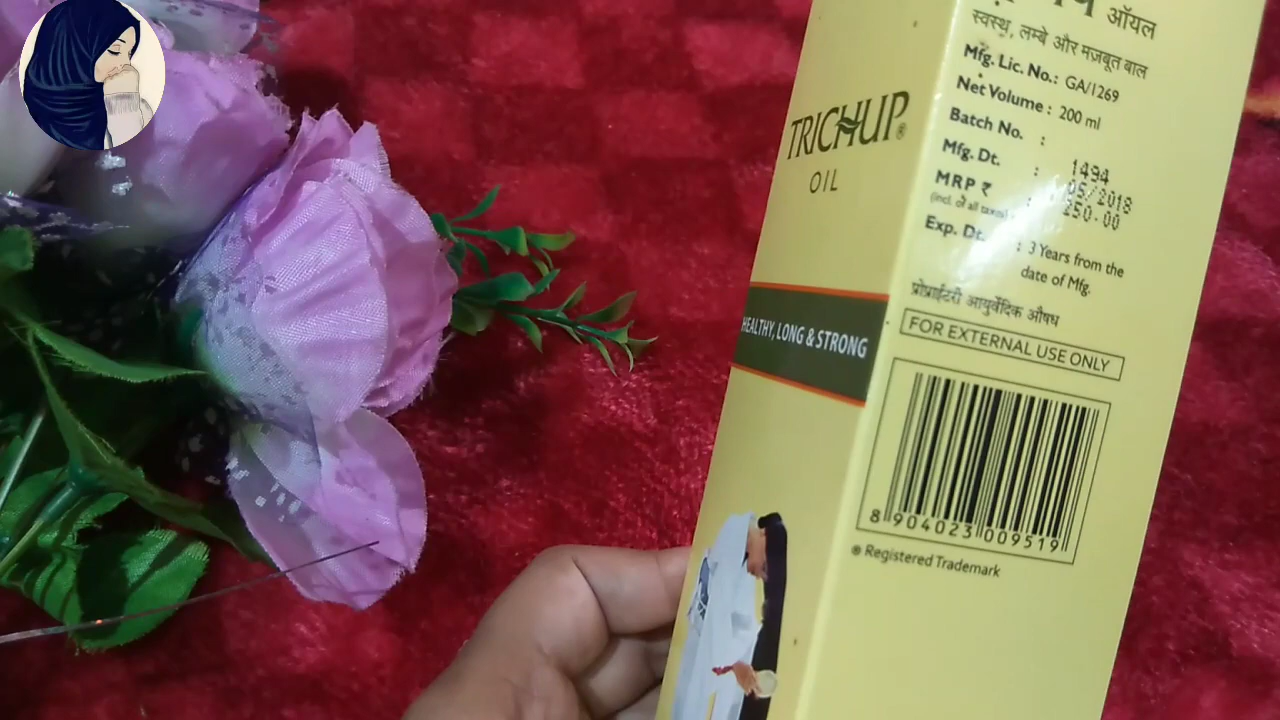 TRICHUP®
OIL
HEALTHY, LONG & STRONG
ऑयल
स्वस्थ, लम्बे और मज़बूत बाल
Mfg. Lic. No.: GA/1269
Net Volume : 200 ml
Batch No. : 1494
Mfg. Dt. : 05/2018
MRP ₹ : 250.00
(incl. of all taxes)
Exp. Dt. : 3 Years from the
date of Mfg.
प्रोप्राईटरी आयुर्वेदिक औषध
FOR EXTERNAL USE ONLY
8 904023 009519
® Registered Trademark